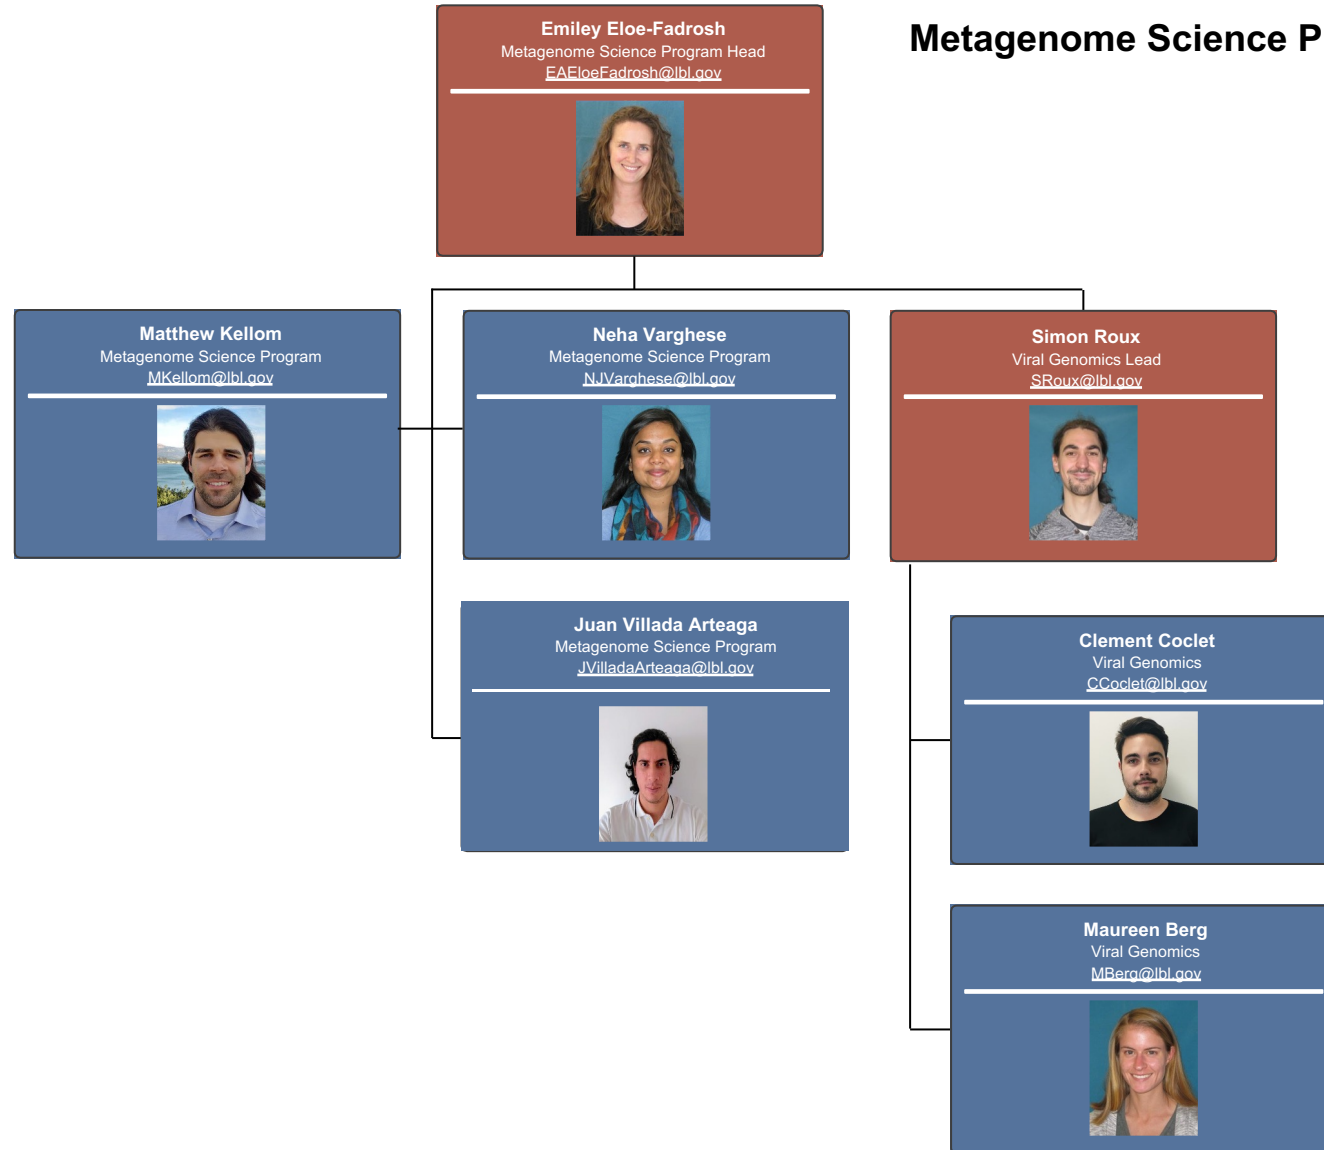 Metagenome Science P
Emiley Eloe-Fadrosh
Metagenome Science Program Head
EAEloeFadrosh@lbl.gov
Matthew Kellom
Metagenome Science Program
MKellom@lbl.gov
Neha Varghese
Metagenome Science Program
NJVarghese@lbl.gov
Simon Roux
Viral Genomics Lead
SRoux@lbl.gov
Juan Villada Arteaga
Metagenome Science Program
JVilladaArteaga@lbl.gov
Clement Coclet
Viral Genomics
CCoclet@lbl.gov
Maureen Berg
Viral Genomics
MBerg@lbl.gov